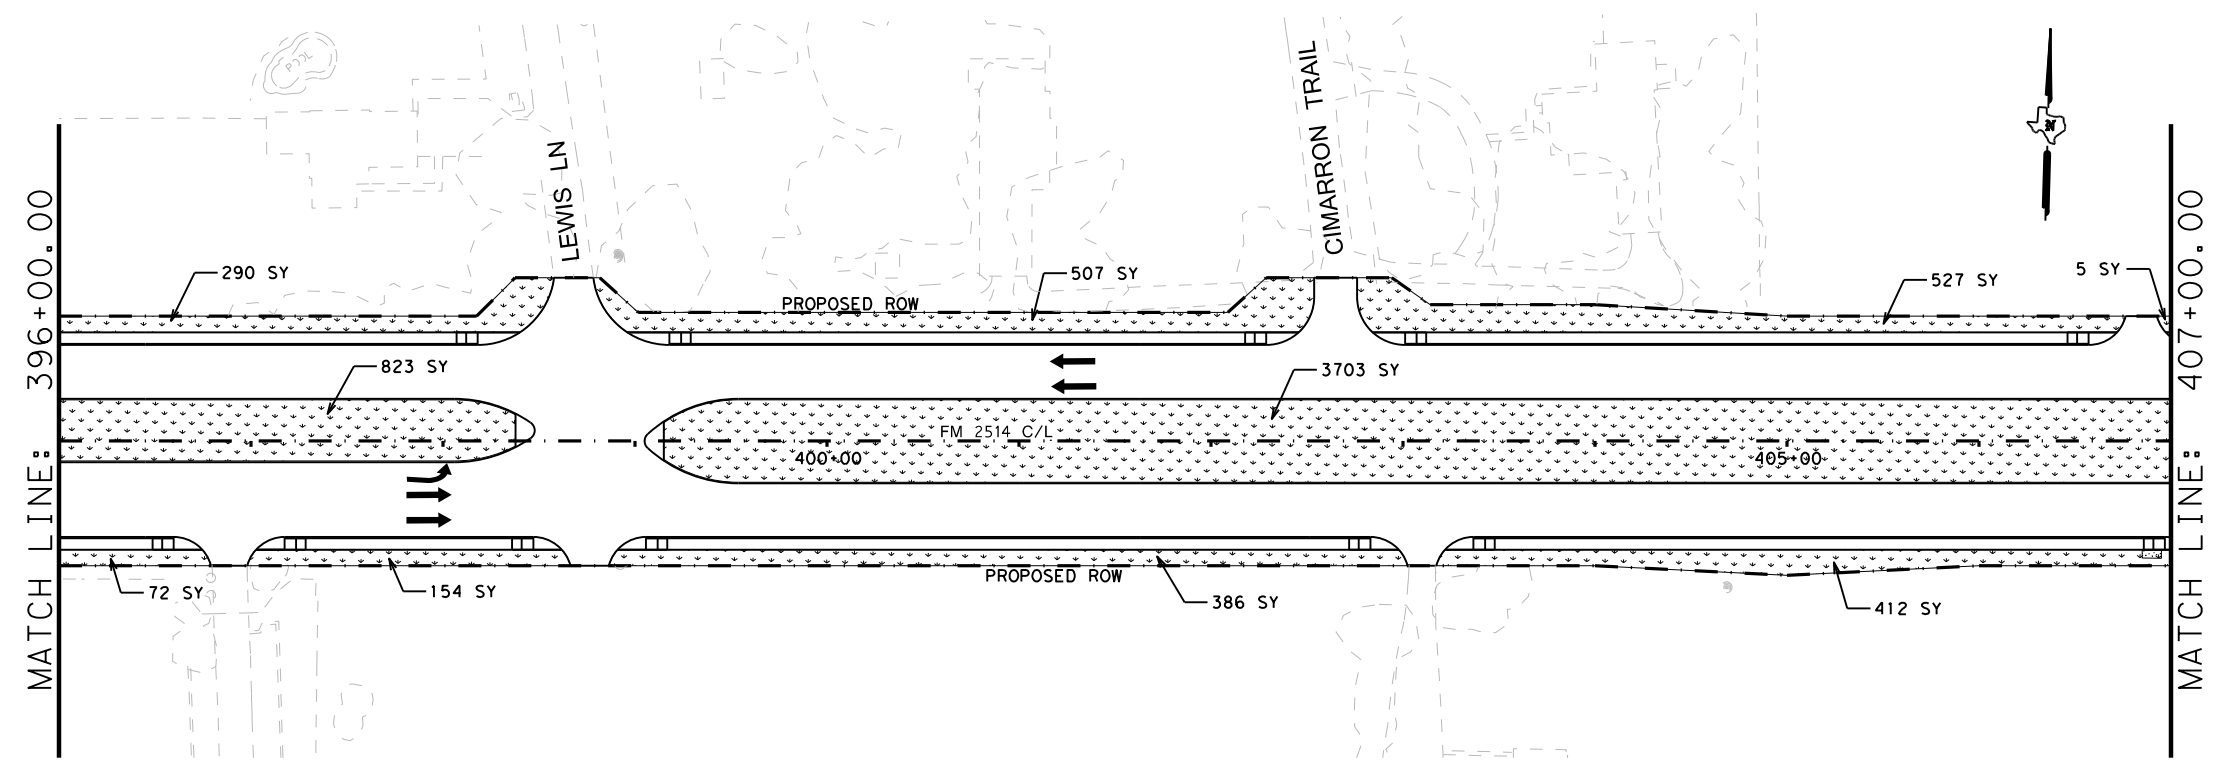 POOL
LEWIS LN
CIMARRON TRAIL
N
MATCH LINE: 396+00.00
MATCH LINE: 407+00.00
290 SY
507 SY
527 SY
5 SY
PROPOSED ROW
823 SY
3703 SY
FM 2514 C/L
400+00
405+00
PROPOSED ROW
72 SY
154 SY
386 SY
412 SY